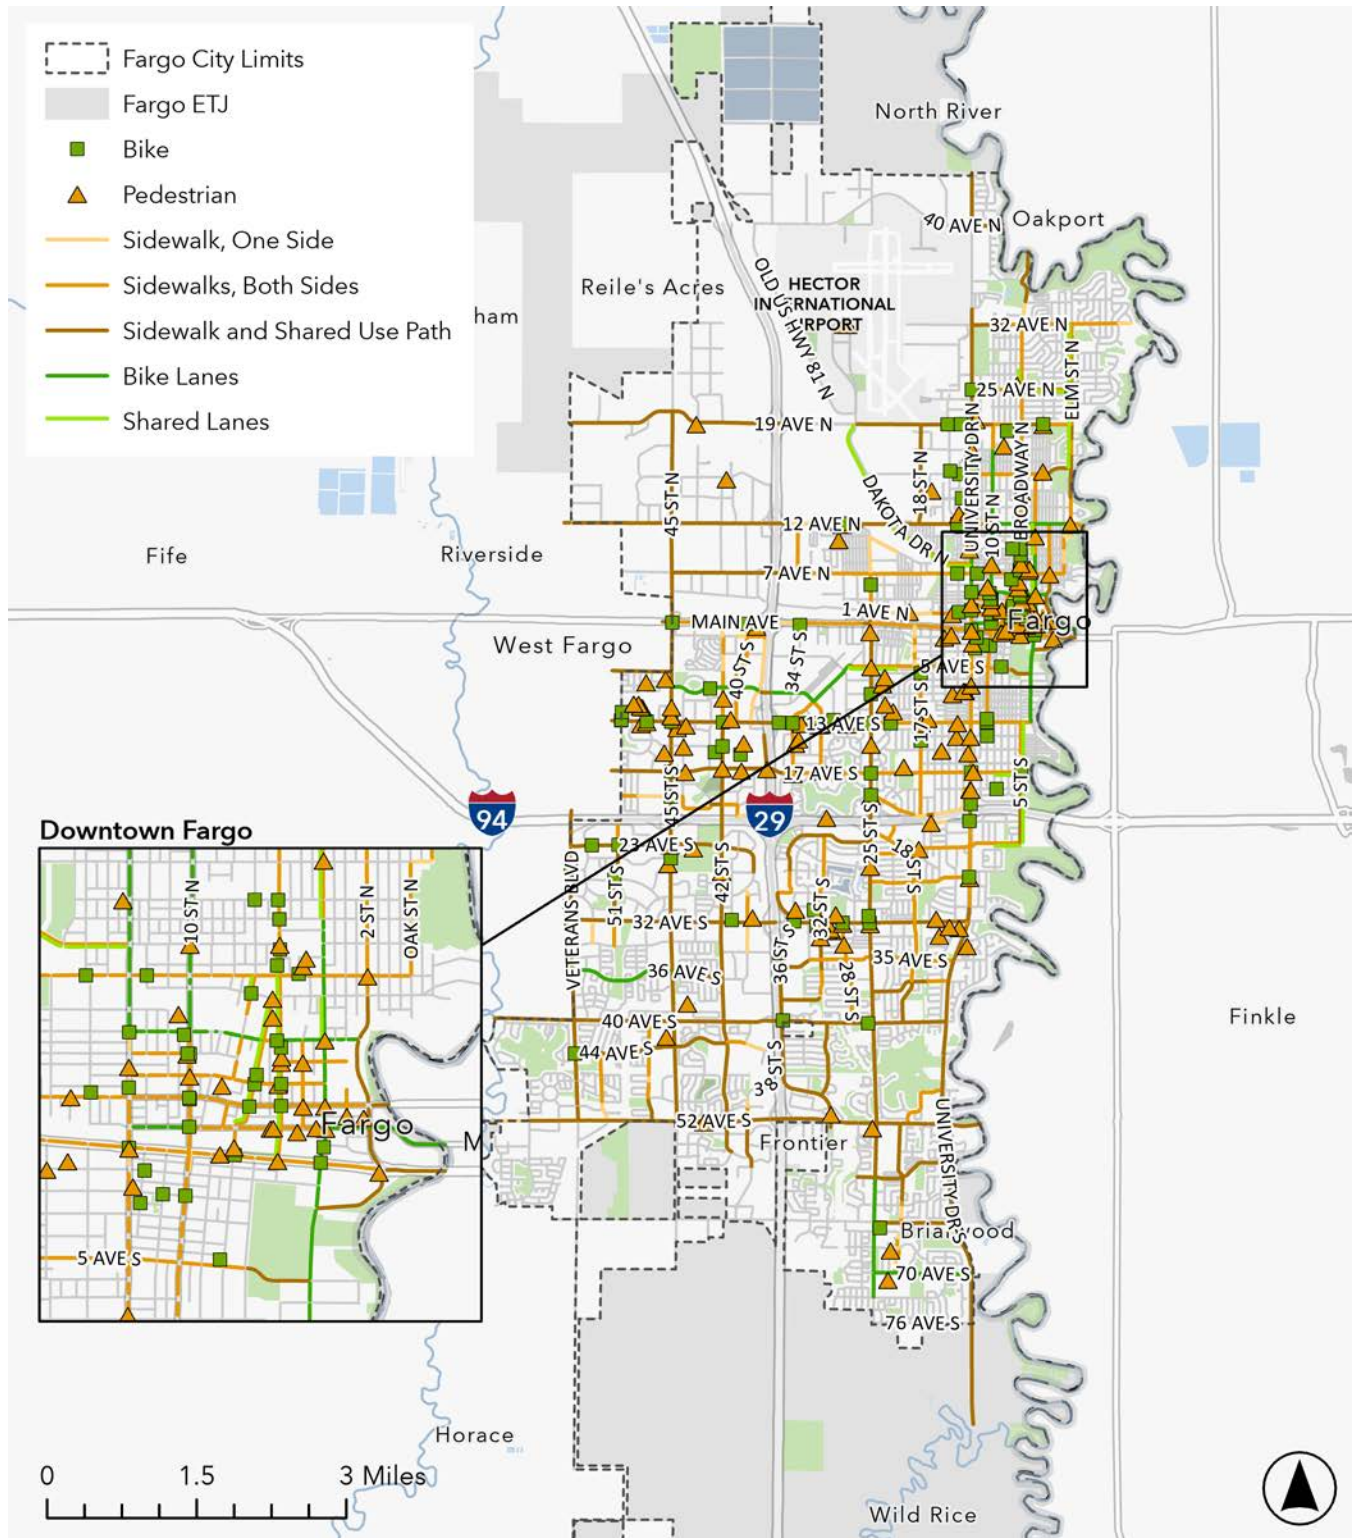 Fargo City Limits
Fargo ETJ
Bike
Pedestrian
Sidewalk, One Side
Sidewalks, Both Sides
Sidewalk and Shared Use Path
Bike Lanes
Shared Lanes
North River
40 AVE N
Oakport
OLD US HWY 81 N
HECTOR
INTERNATIONAL
AIRPORT
Reile's Acres
ham
32 AVE N
ELM ST N
25 AVE N
UNIVERSITY DR N
BROADWAY N
19 AVE N
45 ST N
18 ST N
DAKOTA DR N
10 ST N
12 AVE N
Fife
Riverside
7 AVE N
1 AVE N
MAIN AVE
Fargo
West Fargo
40 ST S
34 ST S
5 AVE S
17 ST S
13 AVE S
17 AVE S
5 ST S
45 ST S
94
29
25 ST S
18 ST S
23 AVE S
VETERANS BLVD
51 ST S
42 ST S
32 ST S
32 AVE S
36 ST S
35 AVE S
36 AVE S
28 ST S
40 AVE S
Finkle
44 AVE S
38 ST S
52 AVE S
Frontier
UNIVERSITY DR S
M
Briarwood
70 AVE S
76 AVE S
Horace
Wild Rice
Downtown Fargo
10 ST N
2 ST N
OAK ST N
Fargo
5 AVE S
0 1.5 3 Miles